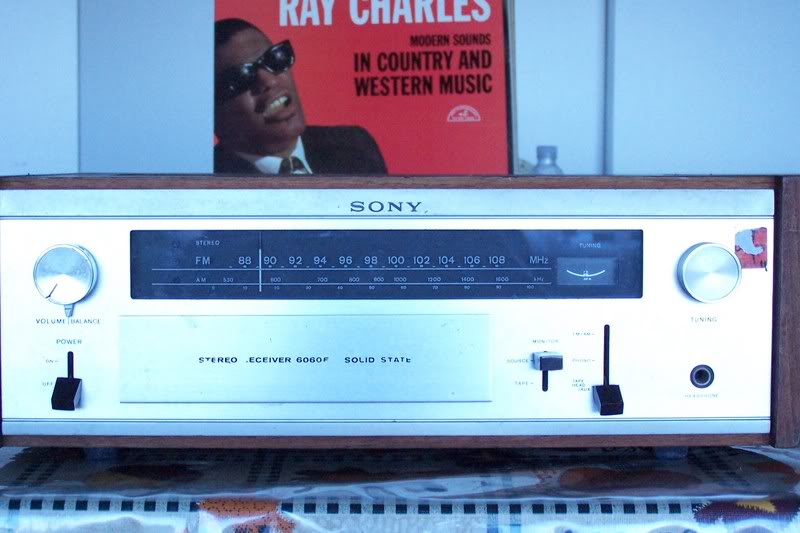 RAY CHARLES
MODERN SOUNDS
IN COUNTRY AND
WESTERN MUSIC
SONY
STEREO
TUNING
FM 88 90 92 94 96 98 100 102 104 106 108 MHz
AM 530 600 700 800 900 1000 1200 1400 1600 kHz
VOLUME BALANCE
TUNING
POWER
ON
OFF
STEREO ECEIVER 6060F SOLID STATE
MONITOR
SOURCE
TAPE
FM/AM
PHONO
TAPE
HEAD
HEADPHONE